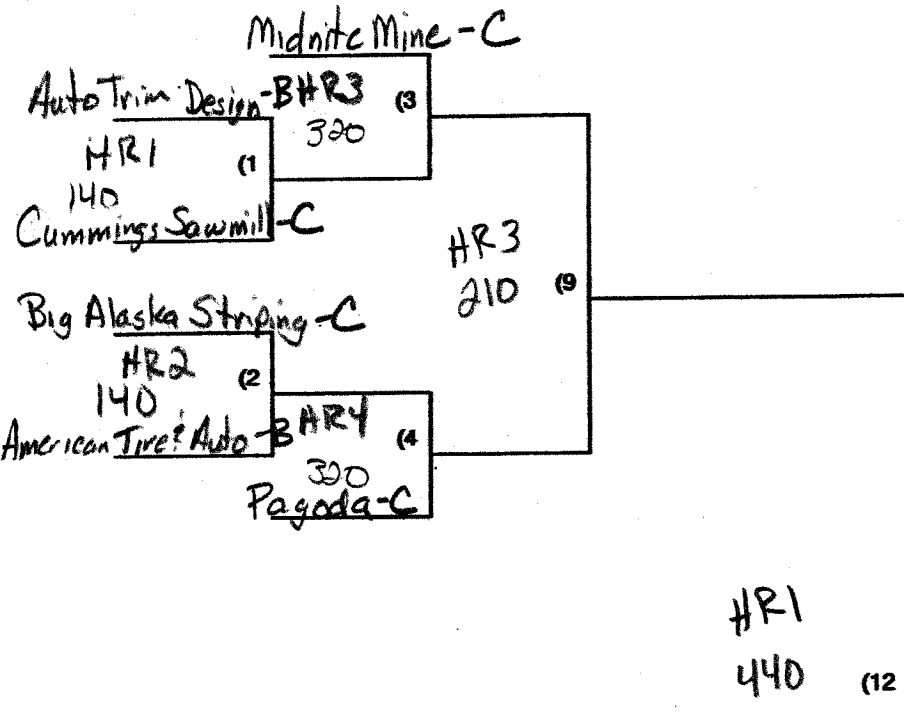 Midnite Mine - C
Auto Trim Design - B HR3 (3
320
HR1 (1
140
Cummings Sawmill - C
HR3
210 (9
Big Alaska Striping - C
HR2 (2
140
American Tire & Auto - B HR4 (4
320
Pagoda - C
HR1
440 (12